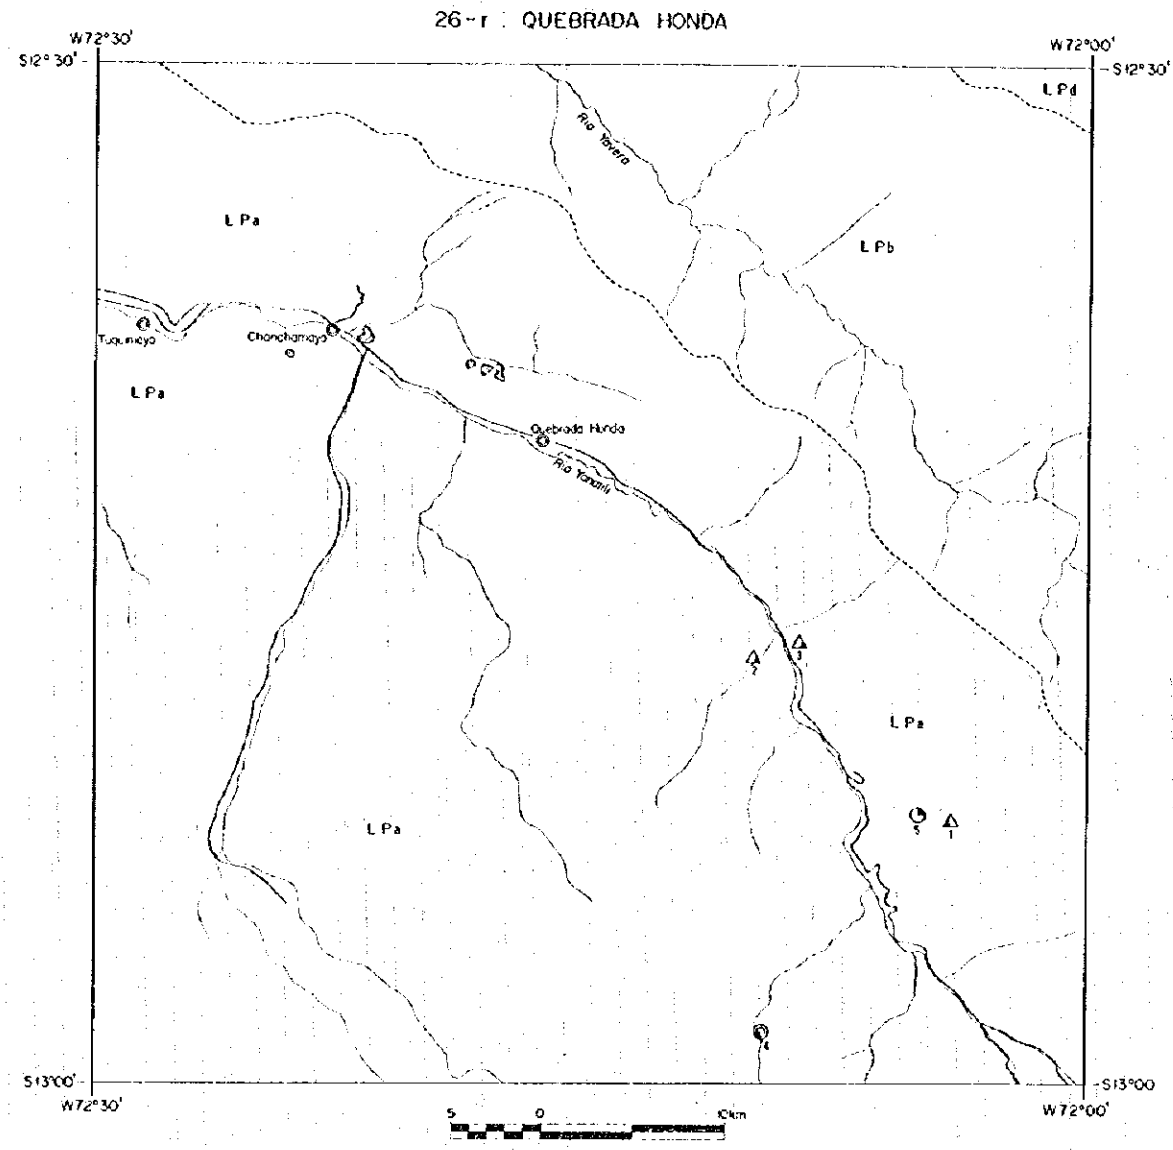 26-r : QUEBRADA HONDA
W72°30'
W72°00'
S12°30'
S12°30'
L Pd
Rio Yavero
L Pa
L Pb
Tuquimayo
Chanchamayo
L Pa
Quebrada Honda
Rio Yanatili
3
2
L Pa
5
1
L Pa
4
S13°00'
S13°00
W72°30'
W72°00'
5 0 10km